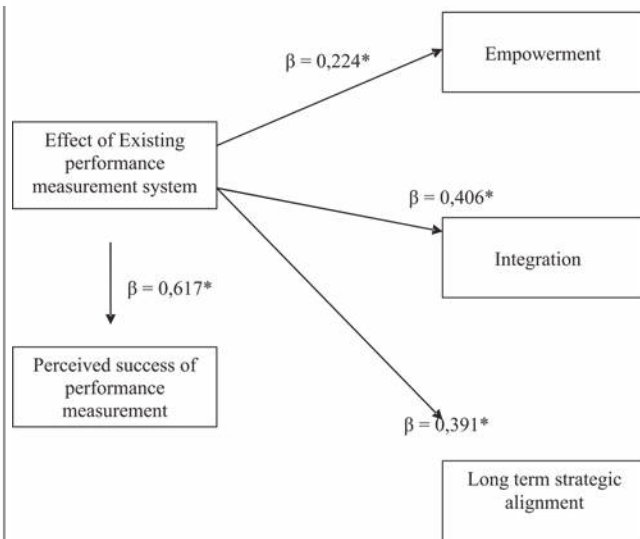 β = 0,224*
Empowerment
Effect of Existing
performance
measurement system
β = 0,406*
Integration
β = 0,617*
Perceived success of
performance
measurement
β = 0,391*
Long term strategic
alignment